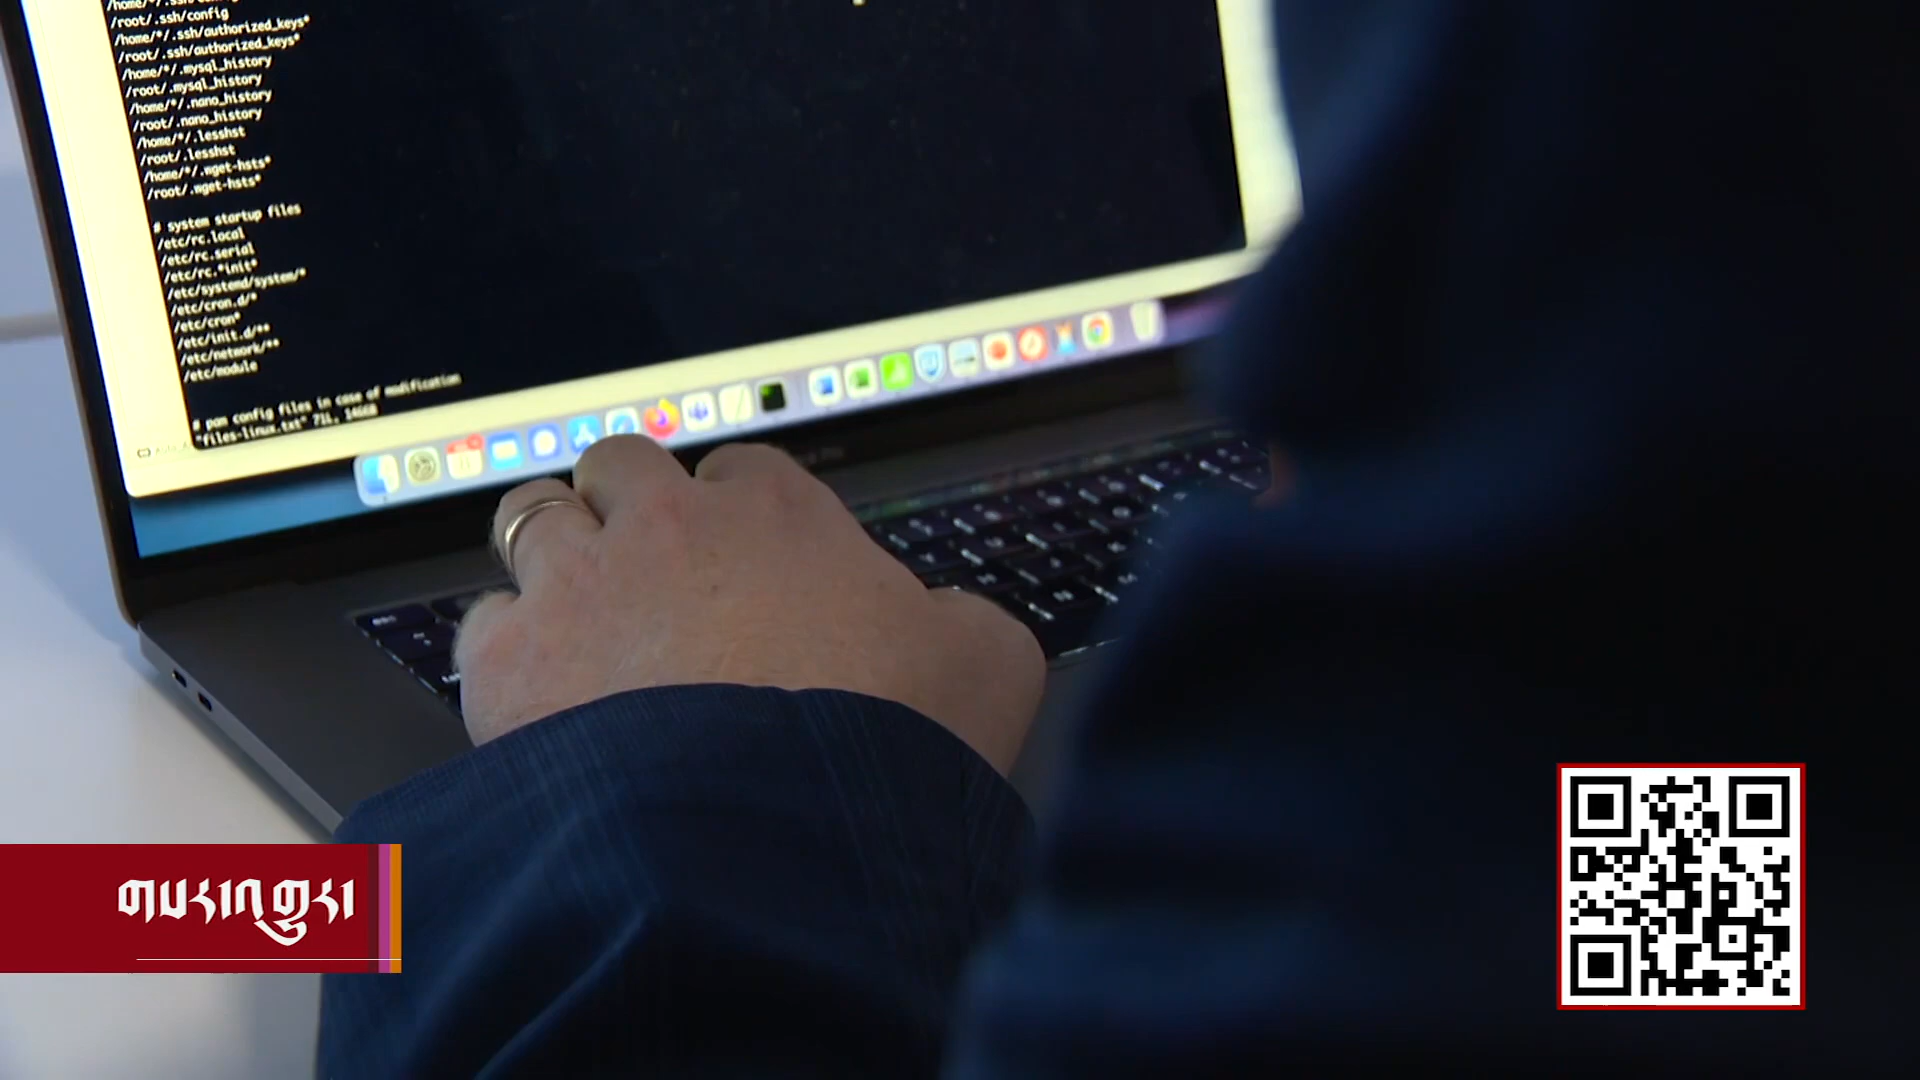 /root/.ssh/config
/home/*/.ssh/authorized_keys*
/root/.ssh/authorized_keys*
/home/*/.mysql_history
/root/.mysql_history
/home/*/.nano_history
/root/.nano_history
/home/*/.lesshst
/root/.lesshst
/home/*/.wget-hsts*
/root/.wget-hsts*
# system startup files
/etc/rc.local
/etc/rc.serial
/etc/rc.*init*
/etc/systemd/system/*
/etc/cron.d/*
/etc/cron*
/etc/init.d/**
/etc/network/**
/etc/module
# pam config files in case of modification
"files-linux.txt" 71L, 1466B